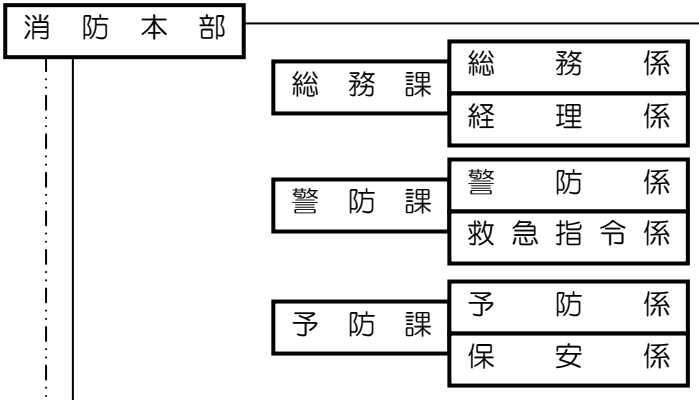 消防本部
総務課
総務係
経理係
警防課
警防係
救急指令係
予防課
予防係
保安係